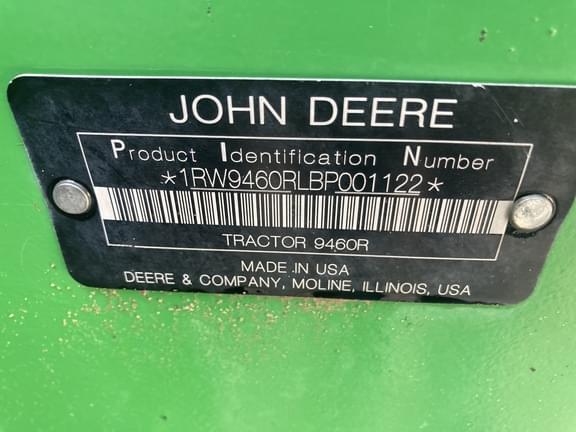 JOHN DEERE
Product Identification Number
*1RW9460RLBP001122*
TRACTOR 9460R
MADE IN USA
DEERE & COMPANY, MOLINE, ILLINOIS, USA